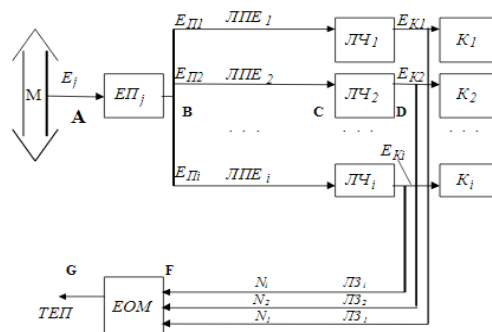 E_П1 ЛПЕ_1 ЛЧ_1 E_К1 К_1
М E_j ЕП_j E_П2 ЛПЕ_2 ЛЧ_2 E_К2 К_2
A B C D
. . . . . . . . .
E_Пi ЛПЕ_i ЛЧ_i E_Кi К_i
G F
ТЕП ЕОМ N_i ЛЗ_i
N_2 ЛЗ_2
N_1 ЛЗ_1